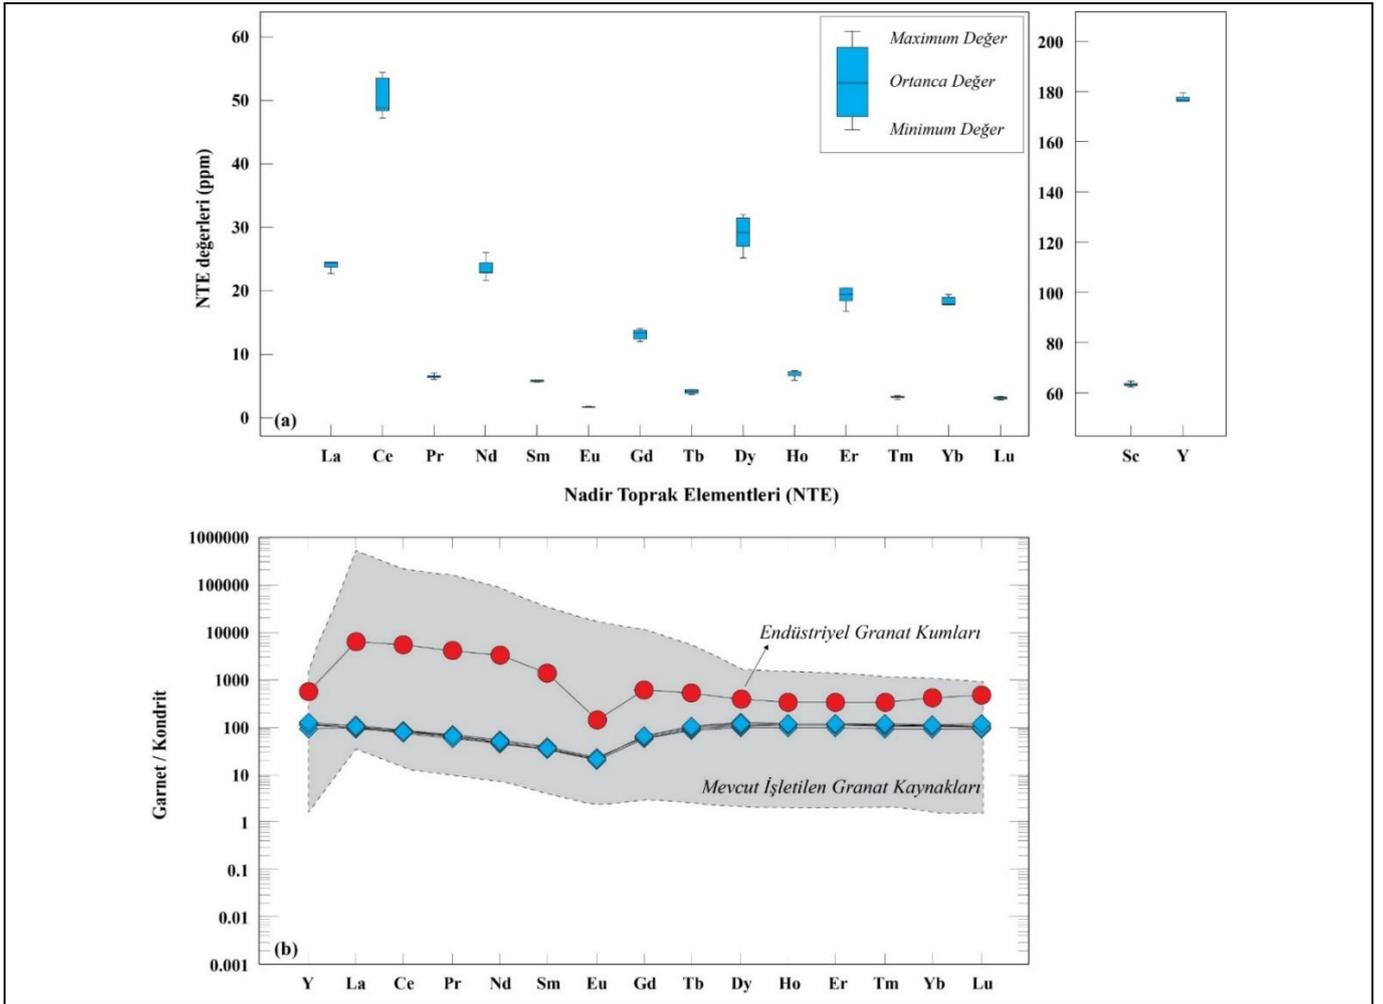 NTE değerleri (ppm)
60
50
40
30
20
10
0
Maximum Değer
Ortanca Değer
Minimum Değer
(a)
La Ce Pr Nd Sm Eu Gd Tb Dy Ho Er Tm Yb Lu
200
180
160
140
120
100
80
60
Sc Y
Nadir Toprak Elementleri (NTE)
Garnet / Kondrit
1000000
100000
10000
1000
100
10
1
0.1
0.01
0.001
Endüstriyel Granat Kumları
Mevcut İşletilen Granat Kaynakları
(b)
Y La Ce Pr Nd Sm Eu Gd Tb Dy Ho Er Tm Yb Lu